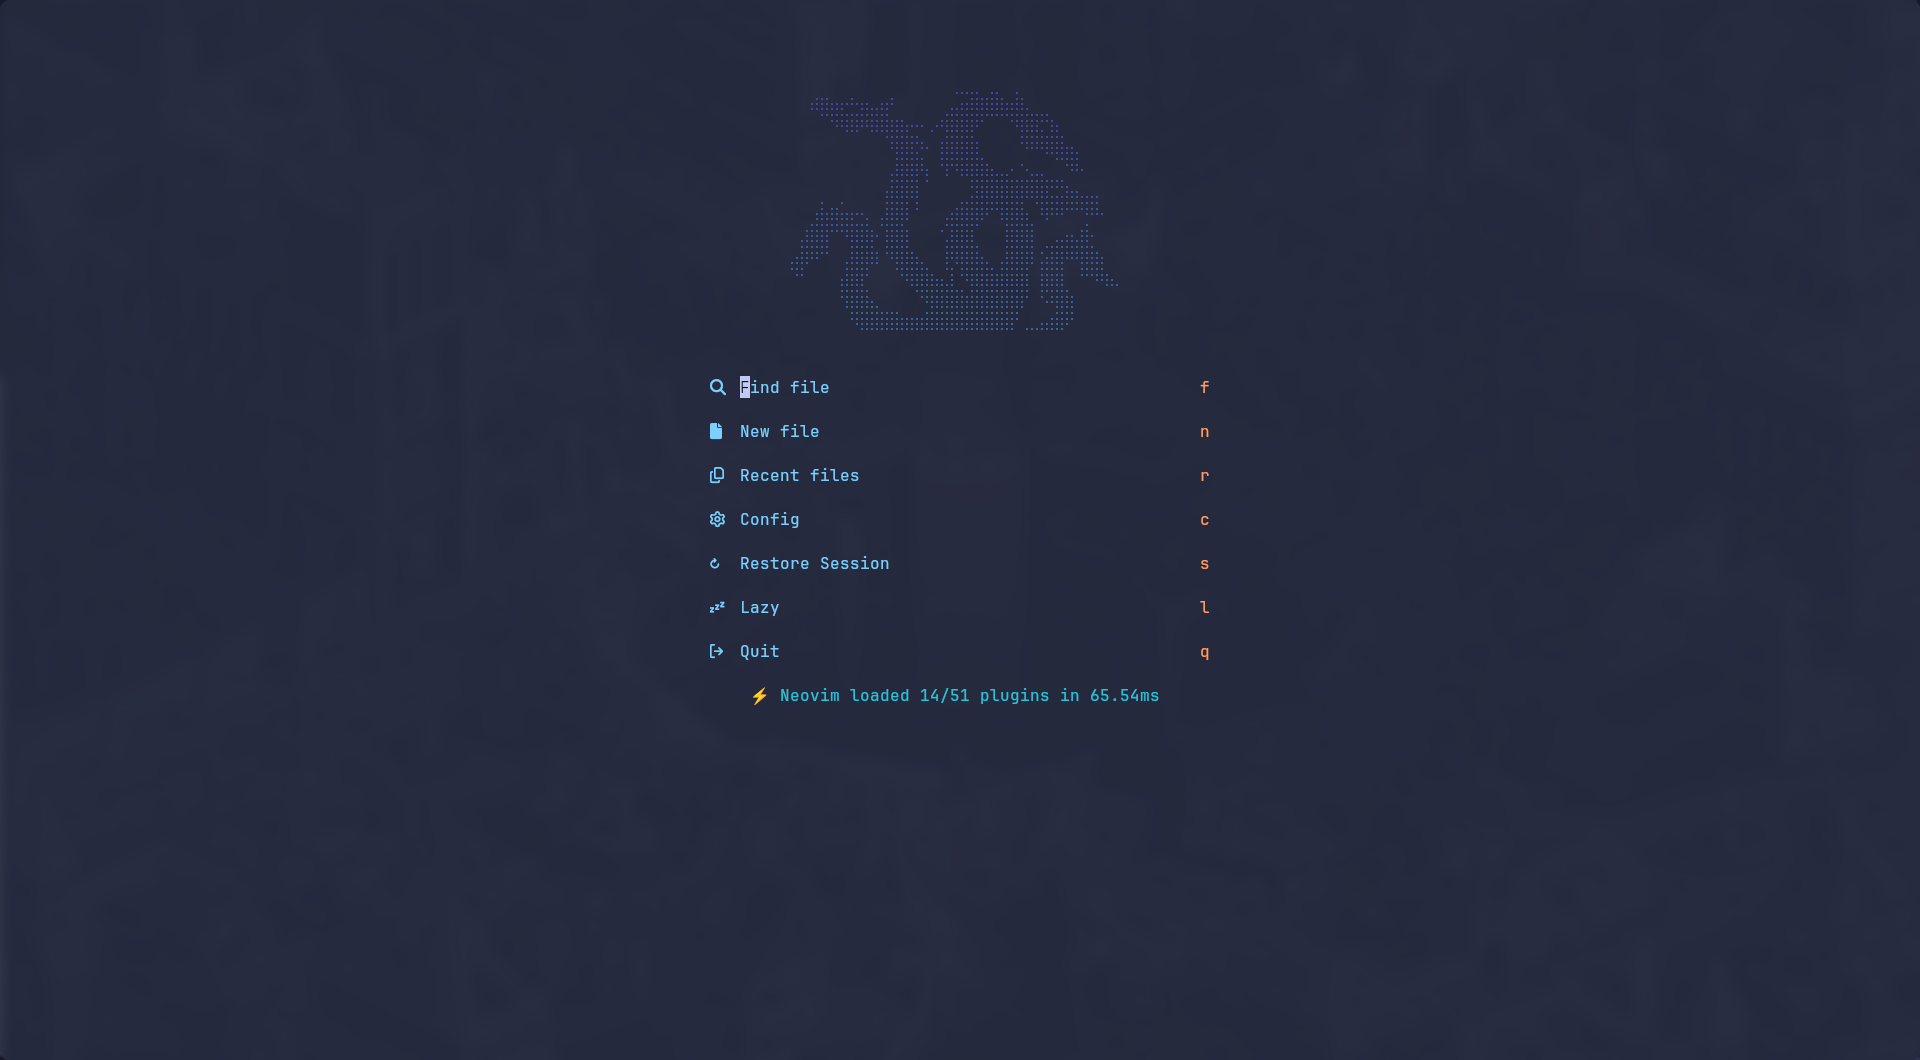 Find file f
New file n
Recent files r
Config c
Restore Session s
Lazy l
Quit q
⚡ Neovim loaded 14/51 plugins in 65.54ms